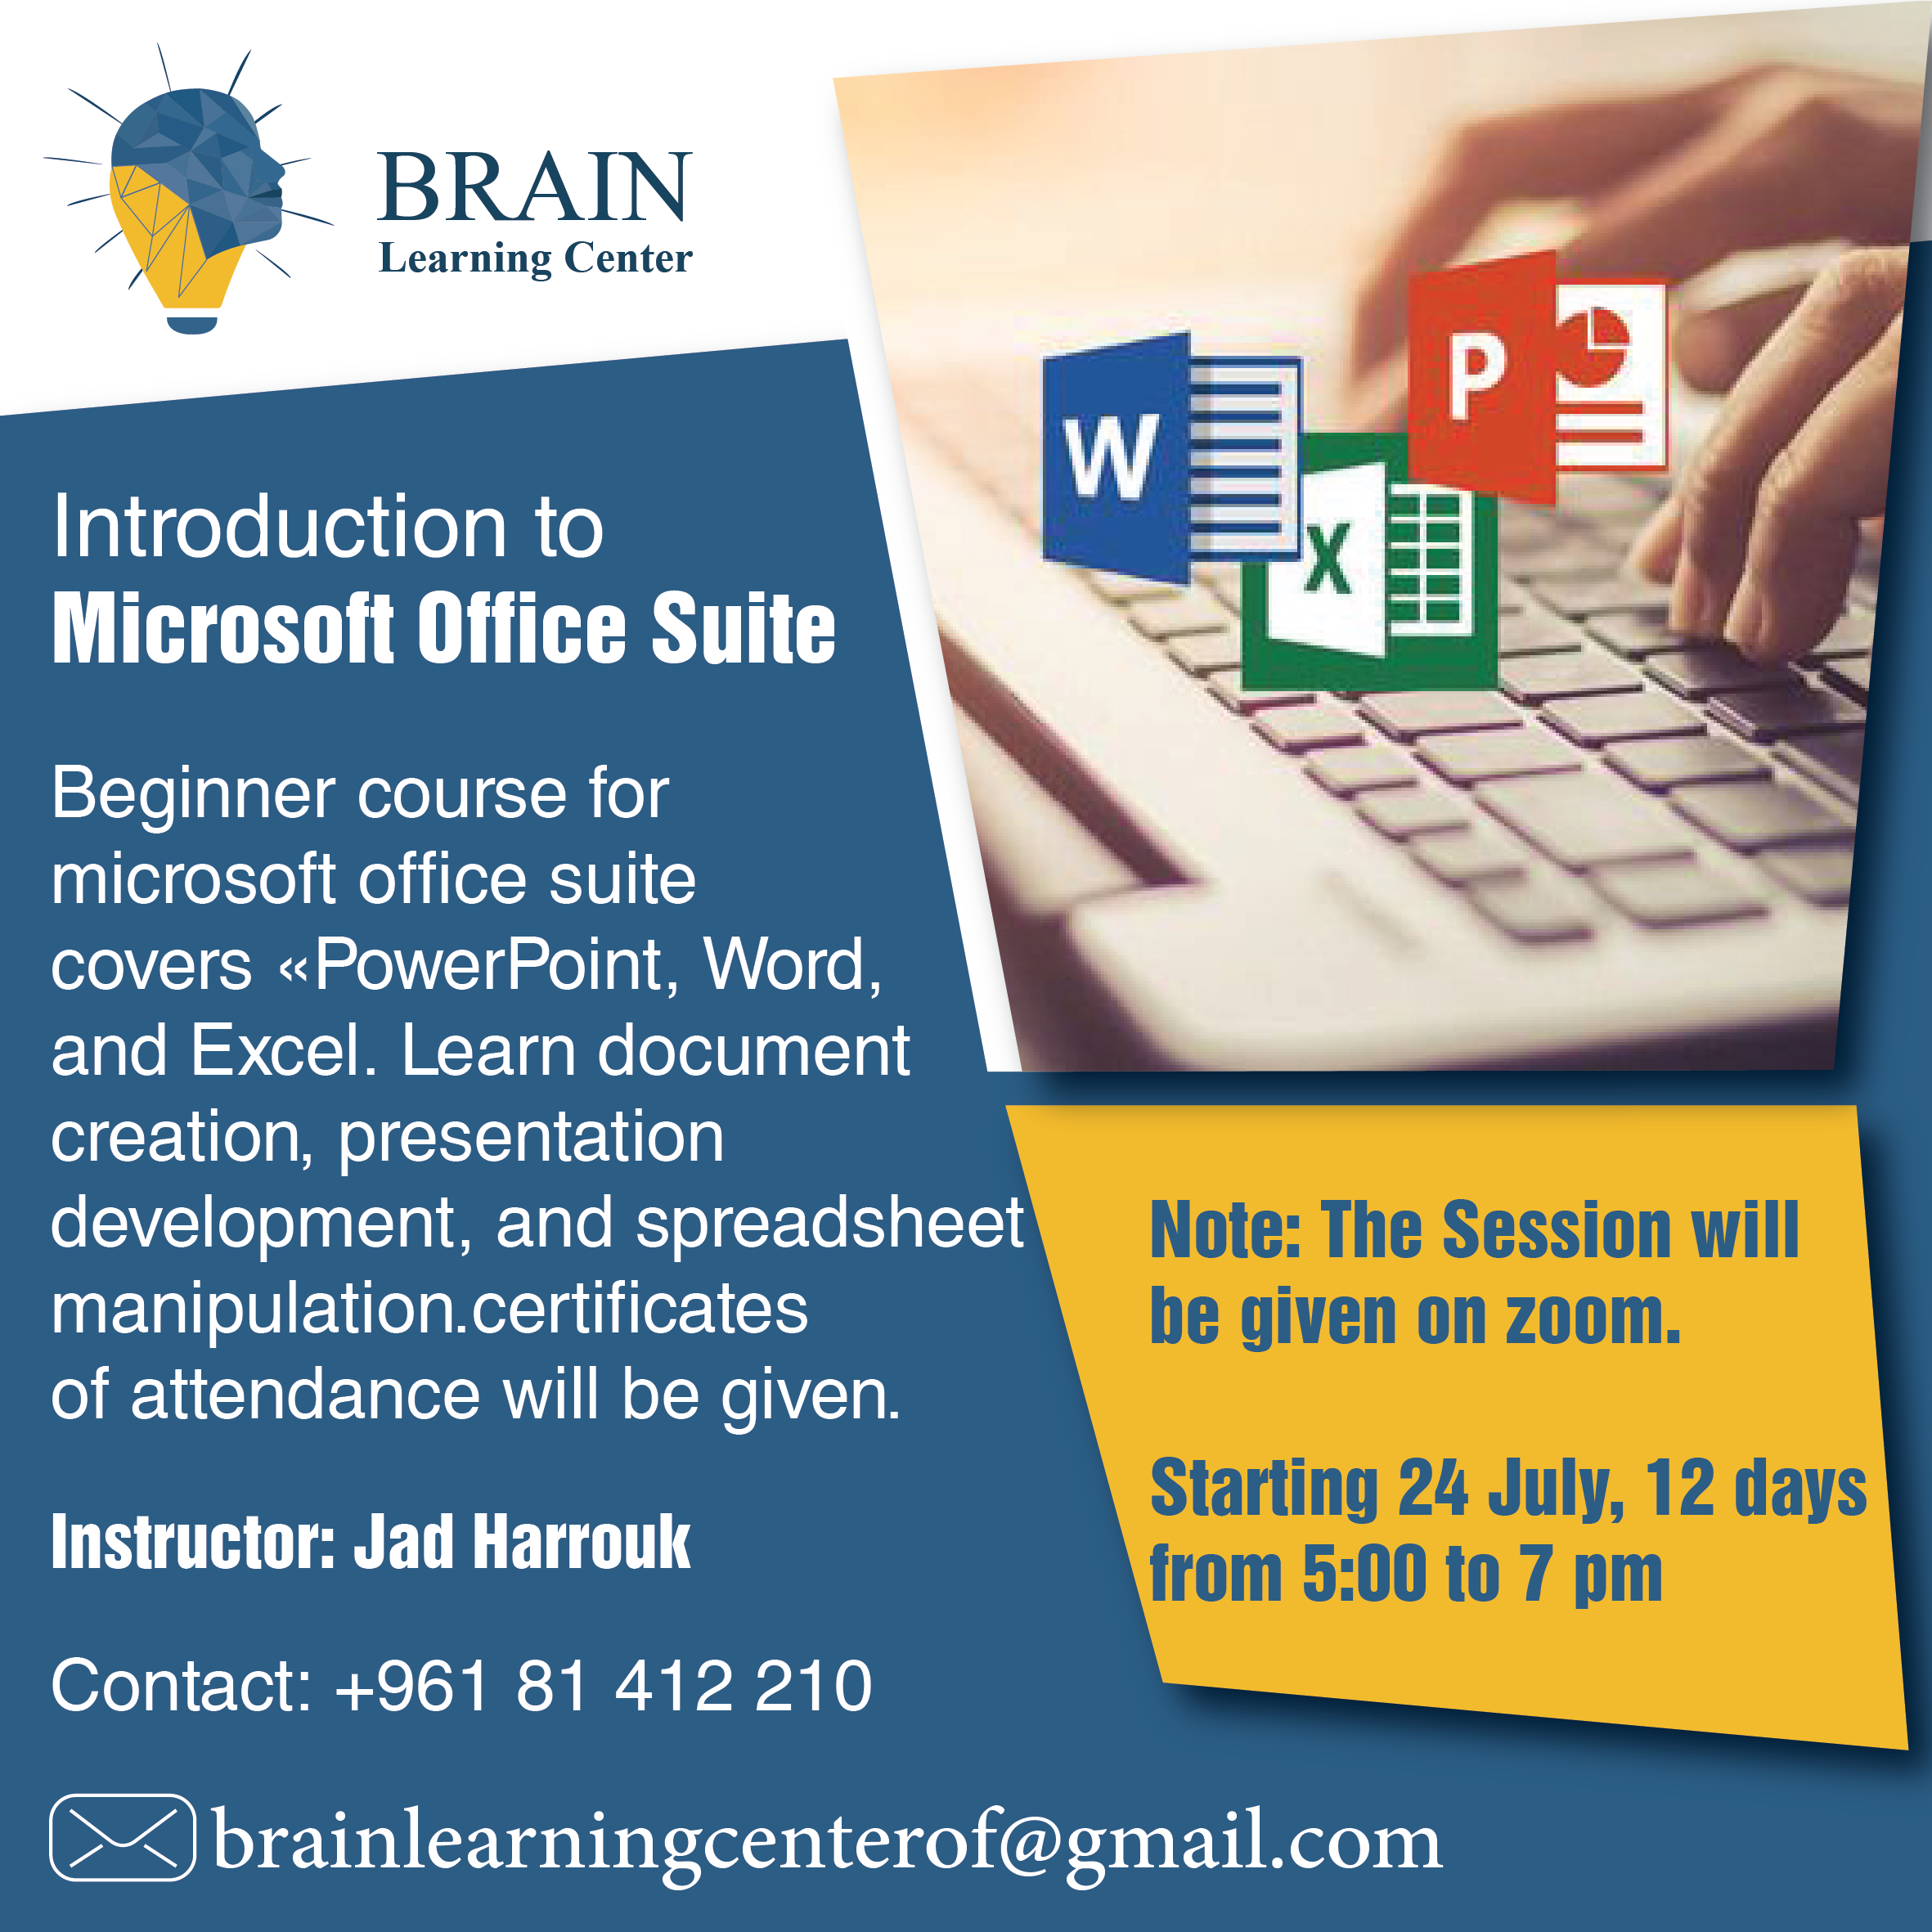 BRAIN
Learning Center
Introduction to
Microsoft Office Suite
Beginner course for
microsoft office suite
covers «PowerPoint, Word,
and Excel. Learn document
creation, presentation
development, and spreadsheet
manipulation.certificates
of attendance will be given.
Instructor: Jad Harrouk
Contact: +961 81 412 210
brainlearningcenterof@gmail.com
W
X
P
Note: The Session will
be given on zoom.
Starting 24 July, 12 days
from 5:00 to 7 pm